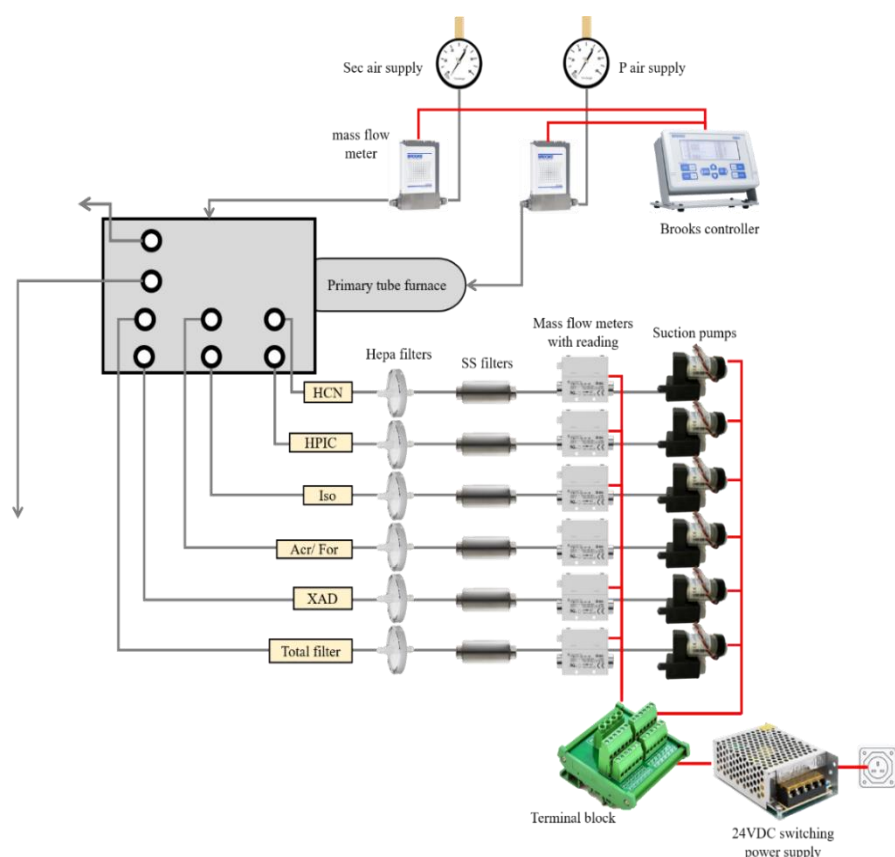 Sec air supply
P air supply
mass flow
meter
BROOKS
BROOKS
Brooks controller
Primary tube furnace
Mass flow meters
with reading
Suction pumps
Hepa filters
SS filters
HCN
HPIC
Iso
Acr/ For
XAD
Total filter
Terminal block
24VDC switching
power supply